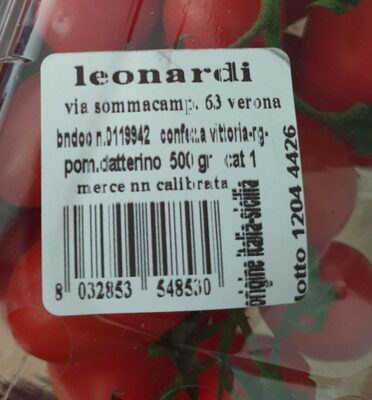 leonardi
via sommacamp. 63 verona
bndoo n.0119942 vittoria-rg-
pom.datterino 500 gr cat 1
merce nn calibrata
8 032853 548530
origine italia-sicilia
lotto 1204 4426